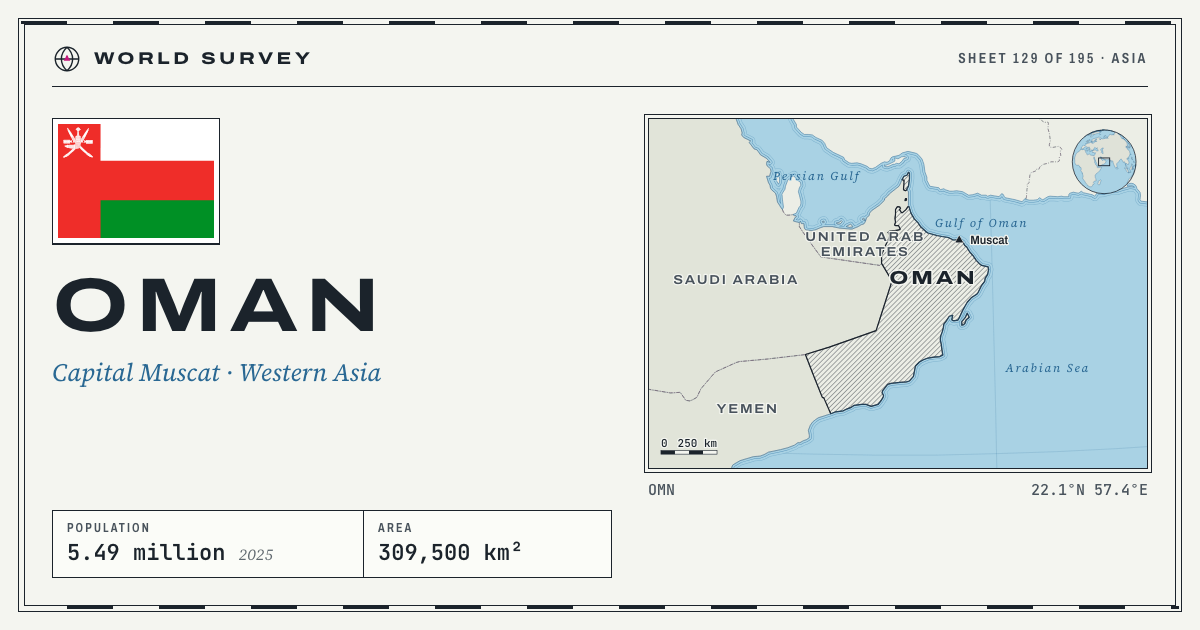 WORLD SURVEY
SHEET 129 OF 195 · ASIA
OMAN
Capital Muscat · Western Asia
Persian Gulf
Gulf of Oman
UNITED ARAB
EMIRATES
Muscat
SAUDI ARABIA
OMAN
Arabian Sea
YEMEN
0 250 km
OMN
22.1°N 57.4°E
POPULATION
5.49 million 2025
AREA
309,500 km²